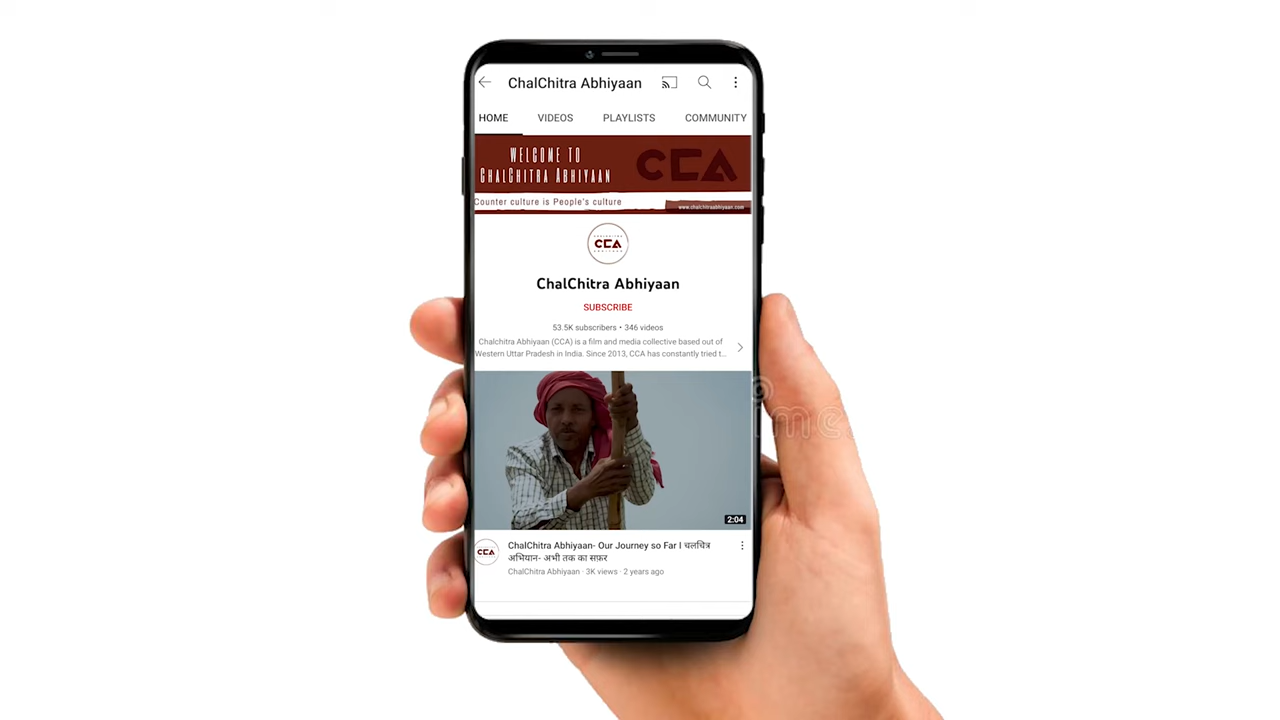 ChalChitra Abhiyaan
HOME VIDEOS PLAYLISTS COMMUNITY
WELCOME TO
CHALCHITRA ABHIYAAN
CCA
Counter culture is People's culture
www.chalchitraabhiyaan.com
CCA
ChalChitra Abhiyaan
SUBSCRIBE
53.5K subscribers • 346 videos
Chalchitra Abhiyaan (CCA) is a film and media collective based out of
Western Uttar Pradesh in India. Since 2013, CCA has constantly tried t...
2:04
CCA
ChalChitra Abhiyaan- Our Journey so Far I चलचित्र
अभियान- अभी तक का सफ़र
ChalChitra Abhiyaan · 3K views · 2 years ago